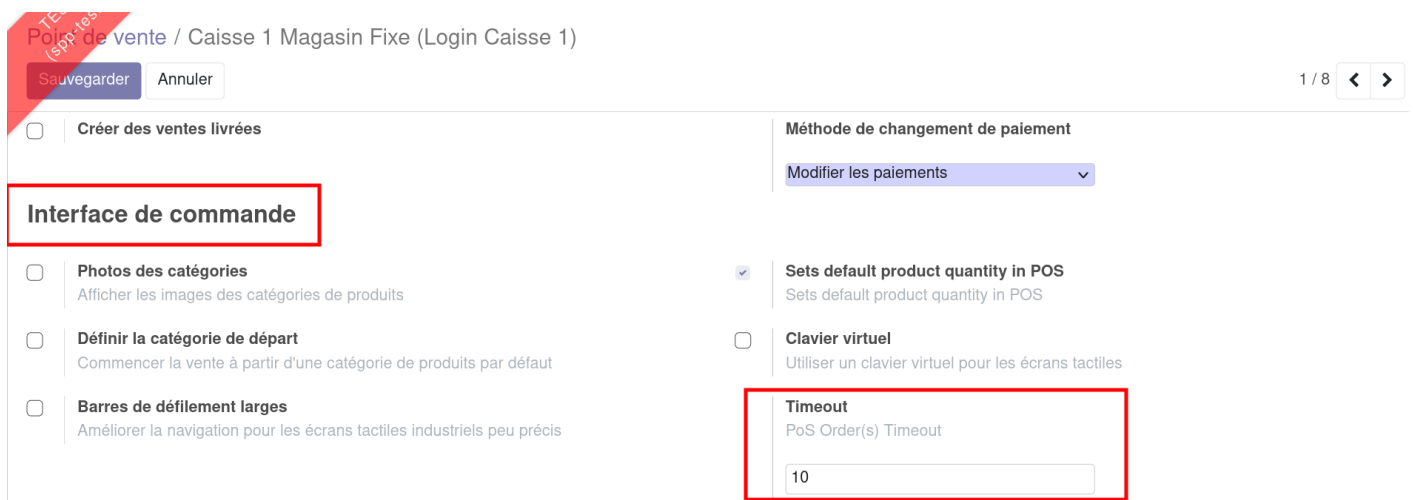 TES
(spp-tes
Point de vente / Caisse 1 Magasin Fixe (Login Caisse 1)
Sauvegarder Annuler
1 / 8
Créer des ventes livrées
Méthode de changement de paiement
Modifier les paiements
Interface de commande
Photos des catégories
Afficher les images des catégories de produits
Sets default product quantity in POS
Sets default product quantity in POS
Définir la catégorie de départ
Commencer la vente à partir d'une catégorie de produits par défaut
Clavier virtuel
Utiliser un clavier virtuel pour les écrans tactiles
Barres de défilement larges
Améliorer la navigation pour les écrans tactiles industriels peu précis
Timeout
PoS Order(s) Timeout
10